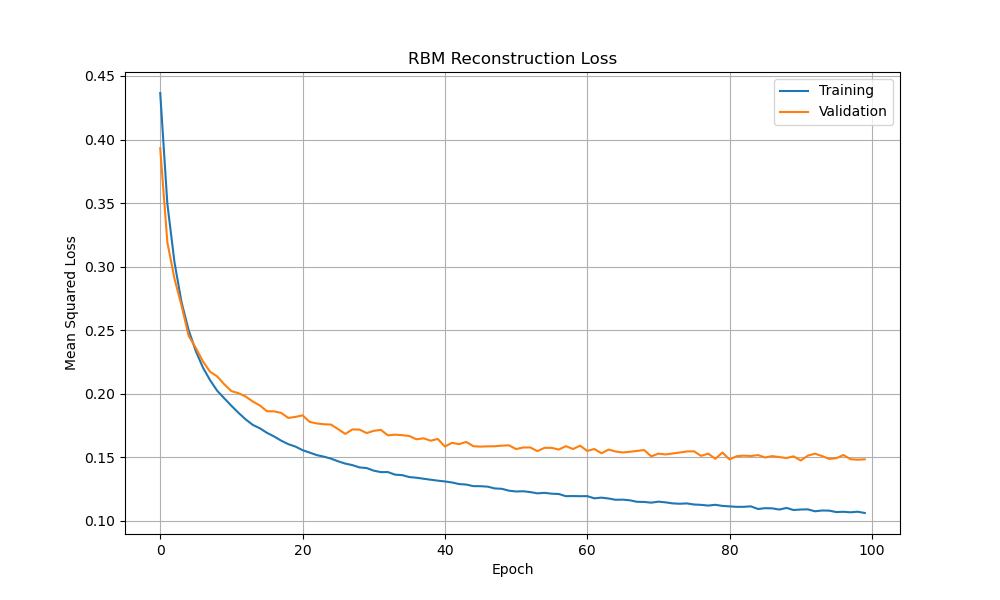 RBM Reconstruction Loss
Training
Validation
Mean Squared Loss
0.45
0.40
0.35
0.30
0.25
0.20
0.15
0.10
0 20 40 60 80 100
Epoch